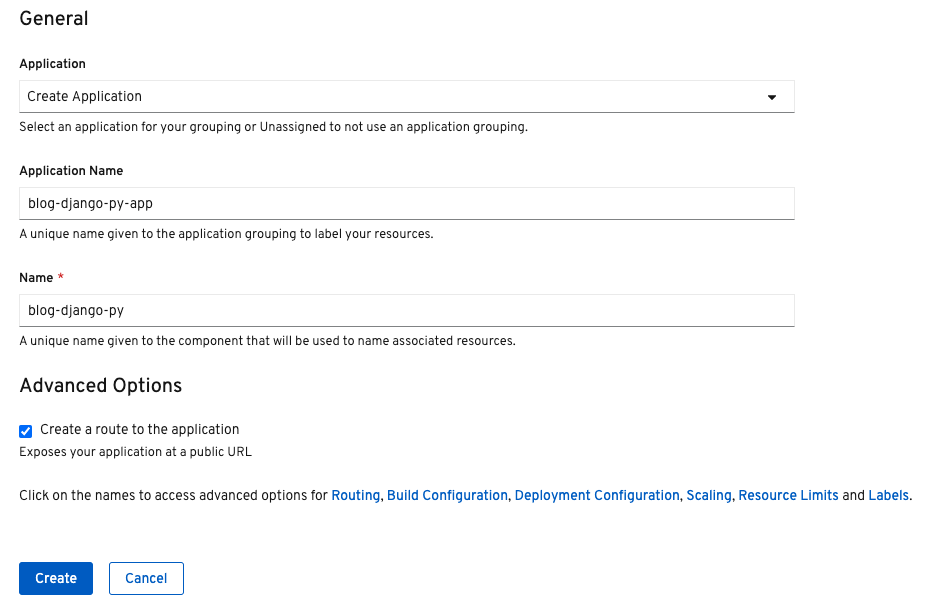 General
Application
Create Application
Select an application for your grouping or Unassigned to not use an application grouping.
Application Name
blog-django-py-app
A unique name given to the application grouping to label your resources.
Name *
blog-django-py
A unique name given to the component that will be used to name associated resources.
Advanced Options
Create a route to the application
Exposes your application at a public URL
Click on the names to access advanced options for Routing, Build Configuration, Deployment Configuration, Scaling, Resource Limits and Labels.
Create Cancel